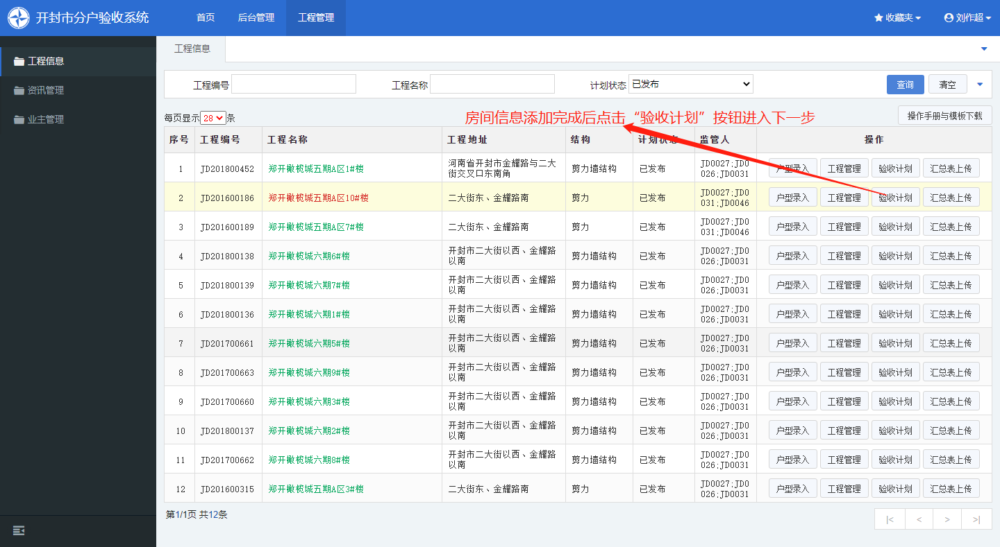 开封市分户验收系统 首页 后台管理 工程管理 收藏夹 刘作超
工程信息
资讯管理
业主管理
工程信息
工程编号 工程名称 计划状态 已发布 查询 清空
每页显示 28 条
房间信息添加完成后点击“验收计划”按钮进入下一步
操作手册与模板下载
序号 工程编号 工程名称 工程地址 结构 计划状态 监管人 操作
1 JD201800452 郑开橄榄城五期A区1#楼 河南省开封市金耀路与二大 剪力墙结构 已发布 JD0027;JD0 户型录入 工程管理 验收计划 汇总表上传
街交叉口东南角 026;JD0031
2 JD201600186 郑开橄榄城五期A区10#楼 二大街东、金耀路南 剪力 已发布 JD0027;JD0 户型录入 工程管理 验收计划 汇总表上传
031;JD0046
3 JD201600189 郑开橄榄城五期A区7#楼 二大街东、金耀路南 剪力 已发布 JD0027;JD0 户型录入 工程管理 验收计划 汇总表上传
031;JD0046
4 JD201800138 郑开橄榄城六期6#楼 开封市二大街以西、金耀路 剪力墙结构 已发布 JD0027;JD0 户型录入 工程管理 验收计划 汇总表上传
以南 026;JD0031
5 JD201800139 郑开橄榄城六期7#楼 开封市二大街以西、金耀路 剪力墙结构 已发布 JD0027;JD0 户型录入 工程管理 验收计划 汇总表上传
以南 026;JD0031
6 JD201800136 郑开橄榄城六期1#楼 开封市二大街以西、金耀路 剪力墙结构 已发布 JD0027;JD0 户型录入 工程管理 验收计划 汇总表上传
以南 026;JD0031
7 JD201700661 郑开橄榄城六期5#楼 开封市二大街以西、金耀路 剪力墙结构 已发布 JD0027;JD0 户型录入 工程管理 验收计划 汇总表上传
以南 026;JD0031
8 JD201700663 郑开橄榄城六期9#楼 开封市二大街以西、金耀路 剪力墙结构 已发布 JD0027;JD0 户型录入 工程管理 验收计划 汇总表上传
以南 026;JD0031
9 JD201700660 郑开橄榄城六期3#楼 开封市二大街以西、金耀路 剪力墙结构 已发布 JD0027;JD0 户型录入 工程管理 验收计划 汇总表上传
以南 026;JD0031
10 JD201800137 郑开橄榄城六期2#楼 开封市二大街以西、金耀路 剪力墙结构 已发布 JD0027;JD0 户型录入 工程管理 验收计划 汇总表上传
以南 026;JD0031
11 JD201700662 郑开橄榄城六期8#楼 开封市二大街以西、金耀路 剪力墙结构 已发布 JD0027;JD0 户型录入 工程管理 验收计划 汇总表上传
以南 026;JD0031
12 JD201600315 郑开橄榄城五期A区3#楼 二大街东、金耀路南 剪力 已发布 JD0027;JD0 户型录入 工程管理 验收计划 汇总表上传
026;JD0031
第1/1页 共12条 |< < > >|